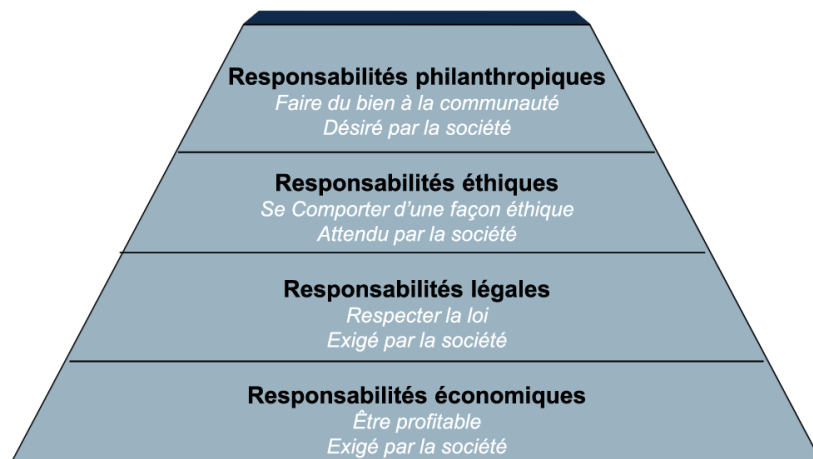 Responsabilités philanthropiques
Faire du bien à la communauté
Désiré par la société
Responsabilités éthiques
Se Comporter d'une façon éthique
Attendu par la société
Responsabilités légales
Respecter la loi
Exigé par la société
Responsabilités économiques
Être profitable
Exigé par la société